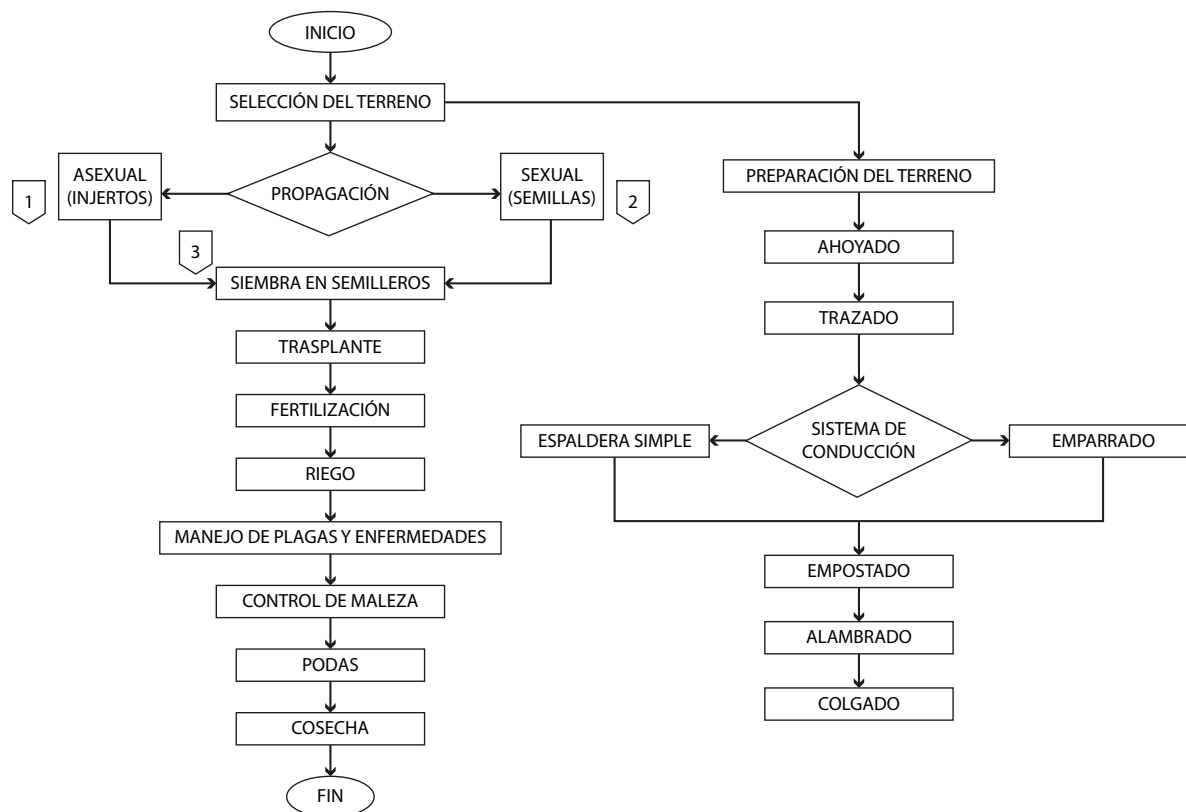 INICIO
SELECCIÓN DEL TERRENO
ASEXUAL
(INJERTOS)
PROPAGACIÓN
SEXUAL
(SEMILLAS)
1
2
3
SIEMBRA EN SEMILLEROS
TRASPLANTE
FERTILIZACIÓN
RIEGO
MANEJO DE PLAGAS Y ENFERMEDADES
CONTROL DE MALEZA
PODAS
COSECHA
FIN
PREPARACIÓN DEL TERRENO
AHOYADO
TRAZADO
ESPALDERA SIMPLE
SISTEMA DE
CONDUCCIÓN
EMPARRADO
EMPOSTADO
ALAMBRADO
COLGADO